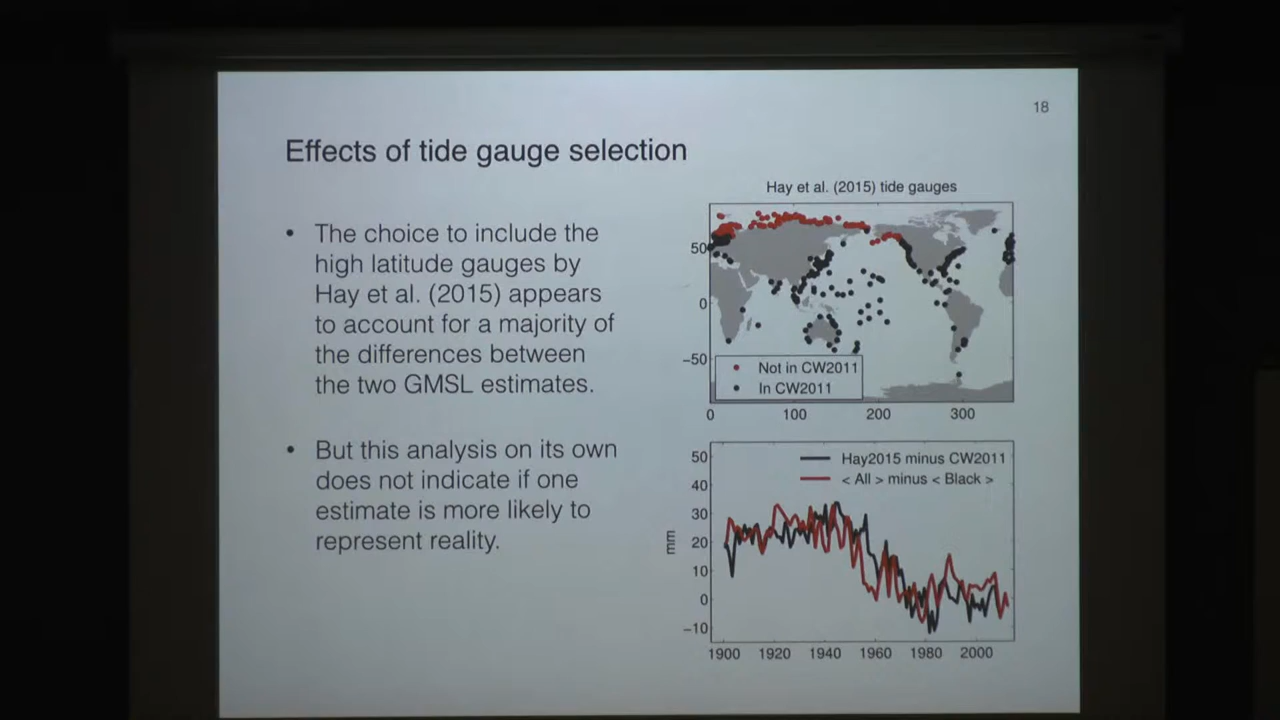 18
Effects of tide gauge selection
• The choice to include the
high latitude gauges by
Hay et al. (2015) appears
to account for a majority of
the differences between
the two GMSL estimates.
• But this analysis on its own
does not indicate if one
estimate is more likely to
represent reality.
Hay et al. (2015) tide gauges
50
0
−50
Not in CW2011
In CW2011
0 100 200 300
50
40
30
20
10
0
−10
mm
Hay2015 minus CW2011
< All > minus < Black >
1900 1920 1940 1960 1980 2000